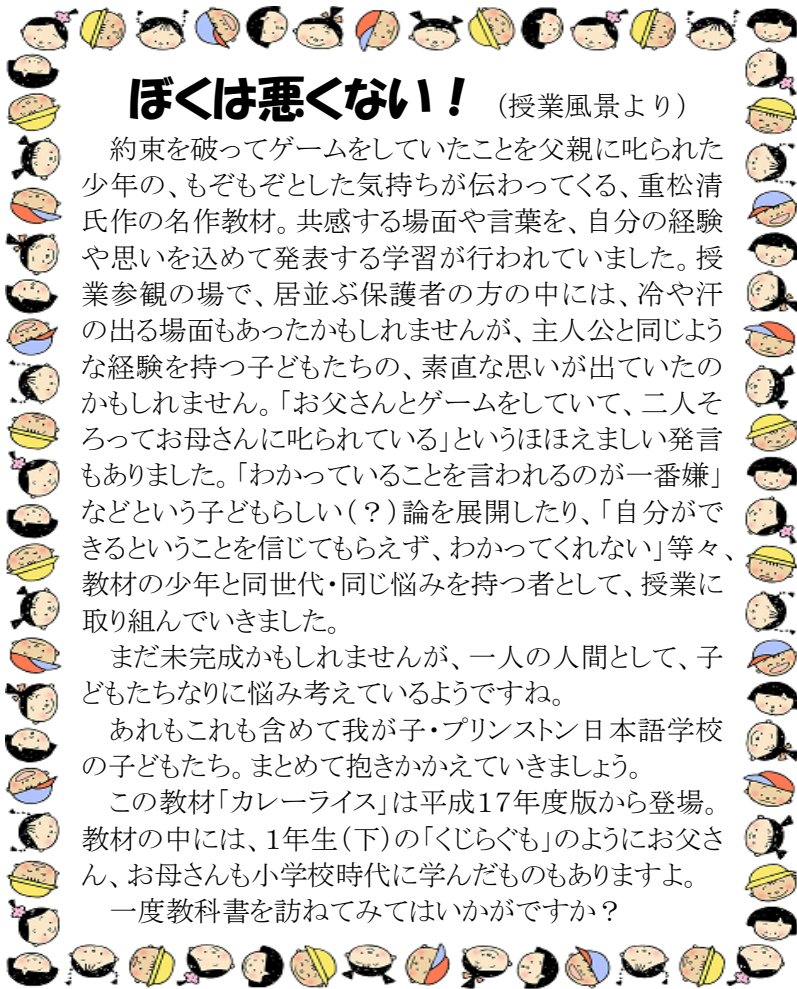 ぼくは悪くない！ （授業風景より）
　約束を破ってゲームをしていたことを父親に叱られた
少年の、もぞもぞとした気持ちが伝わってくる、重松清
氏作の名作教材。共感する場面や言葉を、自分の経験
や思いを込めて発表する学習が行われていました。授
業参観の場で、居並ぶ保護者の方の中には、冷や汗
の出る場面もあったかもしれませんが、主人公と同じよう
な経験を持つ子どもたちの、素直な思いが出ていたの
かもしれません。「お父さんとゲームをしていて、二人そ
ろってお母さんに叱られている」というほほえましい発言
もありました。「わかっていることを言われるのが一番嫌」
などという子どもらしい（？）論を展開したり、「自分がで
きるということを信じてもらえず、わかってくれない」等々、
教材の少年と同世代・同じ悩みを持つ者として、授業に
取り組んでいきました。
　まだ未完成かもしれませんが、一人の人間として、子
どもたちなりに悩み考えているようですね。
　あれもこれも含めて我が子・プリンストン日本語学校
の子どもたち。まとめて抱きかかえていきましょう。
　この教材「カレーライス」は平成１７年度版から登場。
教材の中には、１年生（下）の「くじらぐも」のようにお父さ
ん、お母さんも小学校時代に学んだものもありますよ。
　一度教科書を訪ねてみてはいかがですか？